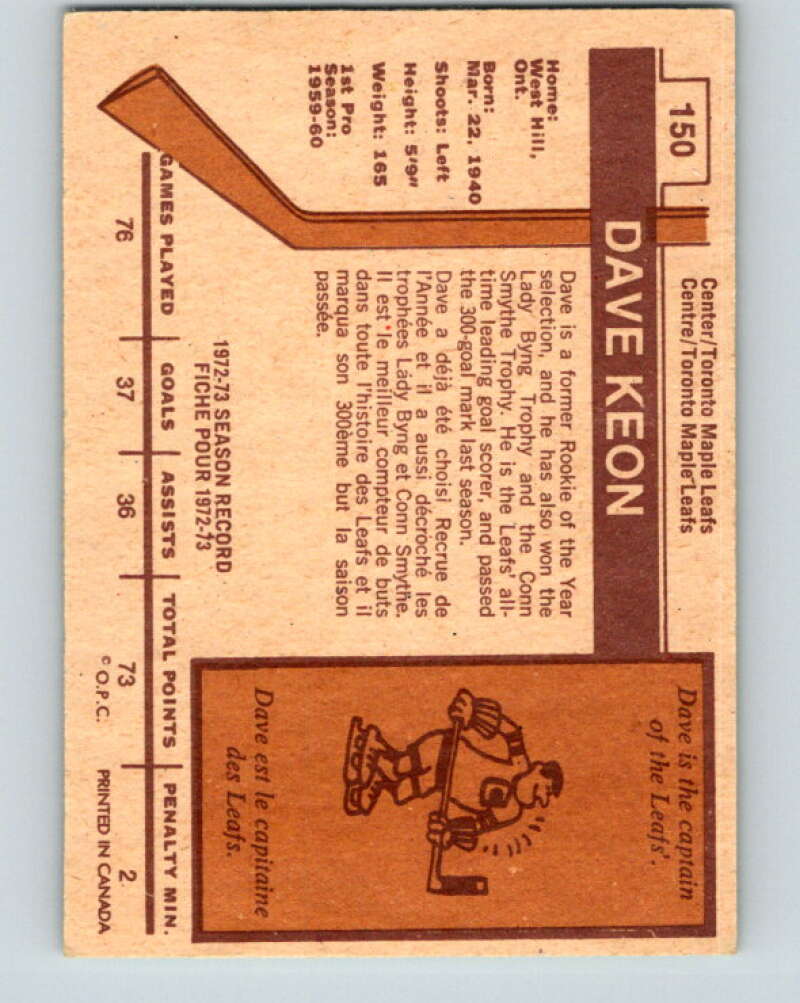 150
Center/Toronto Maple Leafs
Centre/Toronto Maple Leafs
DAVE KEON
Home:
West Hill,
Ont.
Born:
Mar. 22, 1940
Shoots: Left
Height: 5'9"
Weight: 165
1st Pro
Season:
1959-60
Dave is a former Rookie of the Year
selection, and he has also won the
Lady Byng Trophy and the Conn
Smythe Trophy. He is the Leafs' all-
time leading goal scorer, and passed
the 300-goal mark last season.
Dave a déjà été choisi Recrue de
l'Année et il a aussi décroché les
trophées Lady Byng et Conn Smythe.
Il est le meilleur compteur de buts
dans toute l'histoire des Leafs et il
marqua son 300ème but la saison
passée.
Dave is the captain
of the Leafs'.
C
Dave est le capitaine
des Leafs.
1972-73 SEASON RECORD
FICHE POUR 1972-73
GAMES PLAYED GOALS ASSISTS TOTAL POINTS PENALTY MIN.
76 37 36 73 2
© O.P.C. PRINTED IN CANADA